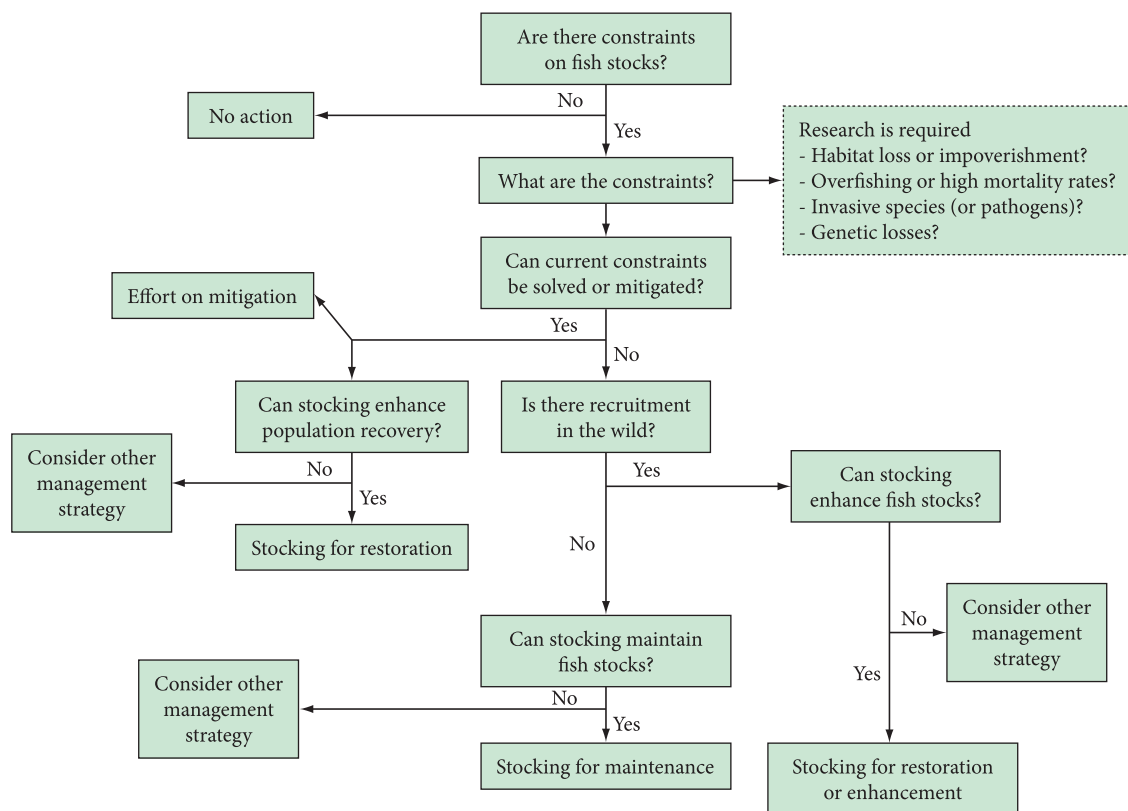 Are there constraints
on fish stocks?
No
No action
Yes
Research is required
- Habitat loss or impoverishment?
- Overfishing or high mortality rates?
- Invasive species (or pathogens)?
- Genetic losses?
What are the constraints?
Can current constraints
be solved or mitigated?
Effort on mitigation
Yes
No
Can stocking enhance
population recovery?
Is there recruitment
in the wild?
Consider other
management
strategy
No
Yes
Stocking for restoration
Yes
Can stocking
enhance fish stocks?
No
No
Consider other
management
strategy
Can stocking maintain
fish stocks?
Yes
Consider other
management
strategy
No
Yes
Stocking for maintenance
Stocking for restoration
or enhancement